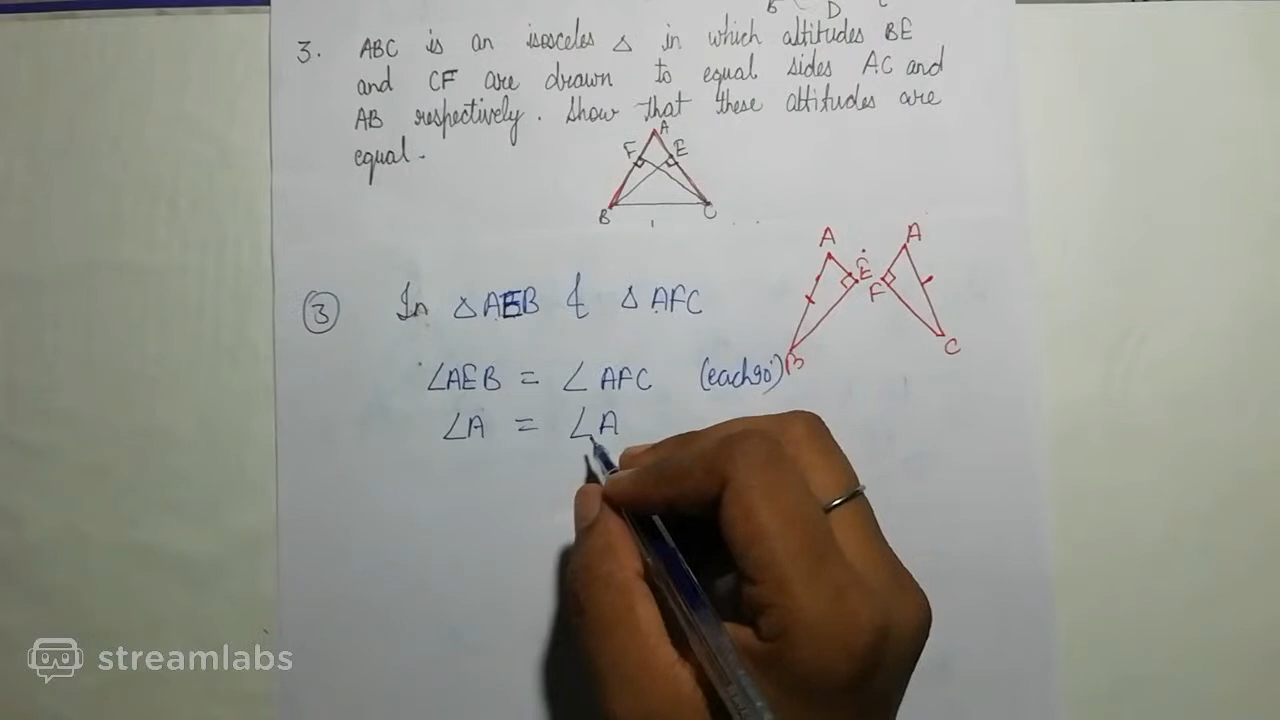 B D C
3. ABC is an isosceles △ in which altitudes BE
and CF are drawn to equal sides AC and
AB respectively. Show that these altitudes are
equal.
A
F E
B C
A A
E
F
B C
3 In △AEB & △AFC
∠AEB = ∠AFC (each 90°)
∠A = ∠A
streamlabs